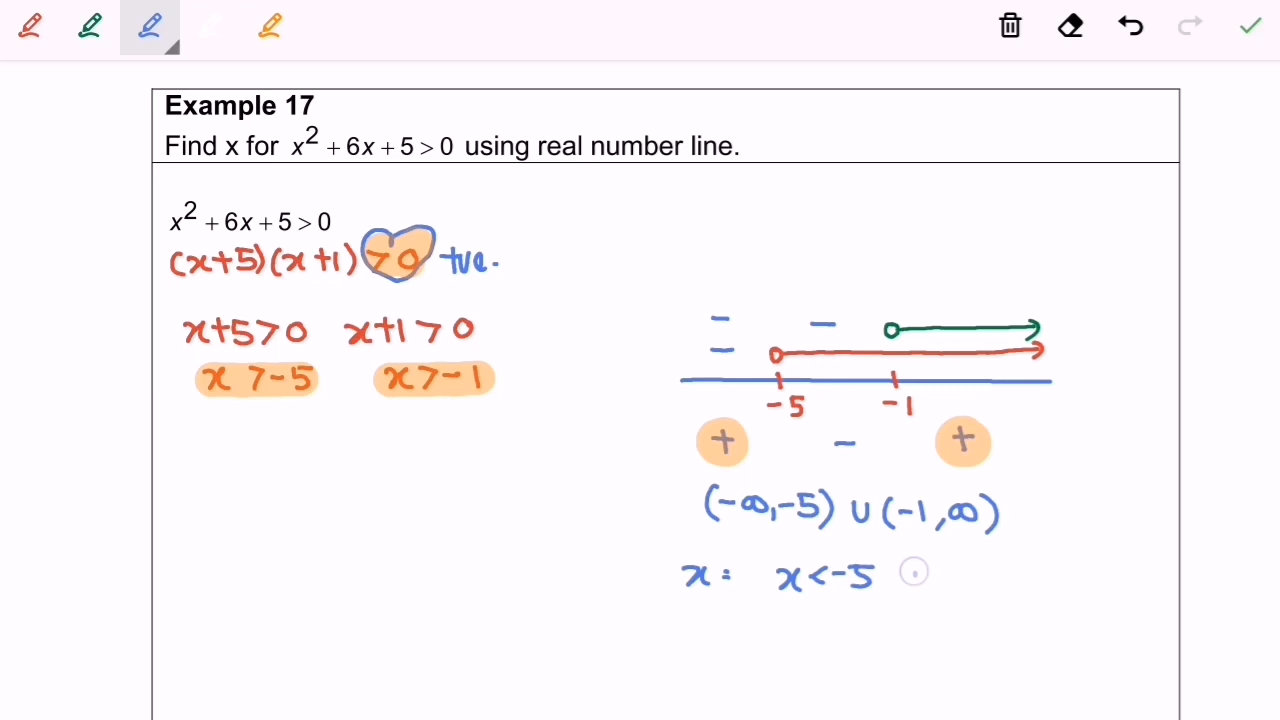 Example 17
Find x for x² + 6x + 5 > 0 using real number line.
x² + 6x + 5 > 0
(x+5)(x+1) > 0 +ve.
x+5 > 0 x+1 > 0
x > -5 x > -1
- -
-
-5 -1
+ - +
(-∞,-5) ∪ (-1,∞)
x = x < -5